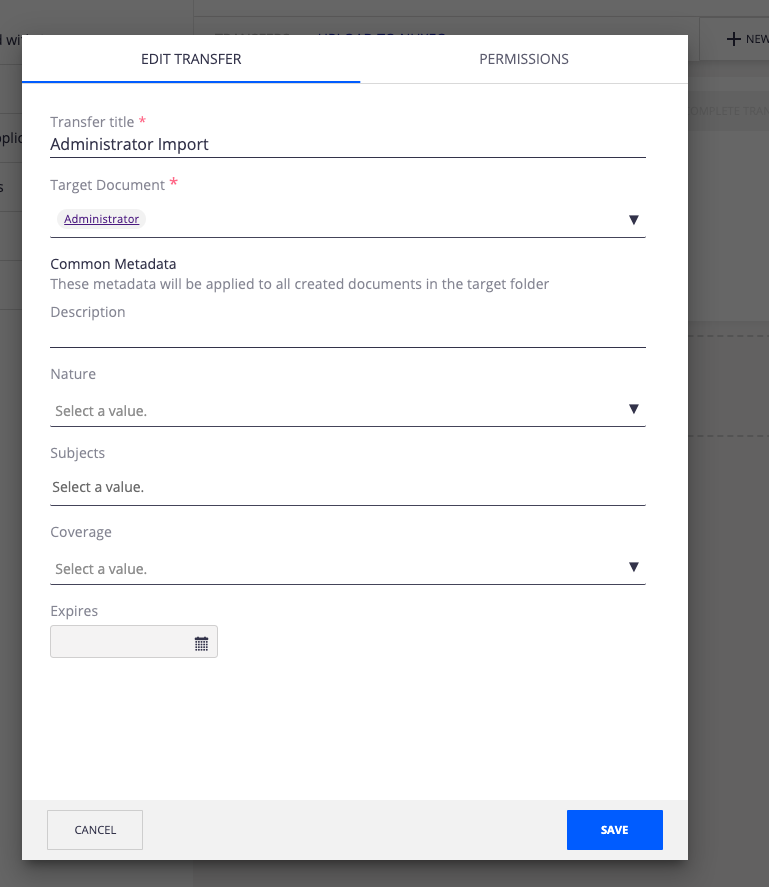 EDIT TRANSFER PERMISSIONS
NEW
Transfer title *
Administrator Import
Target Document *
Administrator
Common Metadata
These metadata will be applied to all created documents in the target folder
Description
Nature
Select a value.
Subjects
Select a value.
Coverage
Select a value.
Expires
CANCEL SAVE